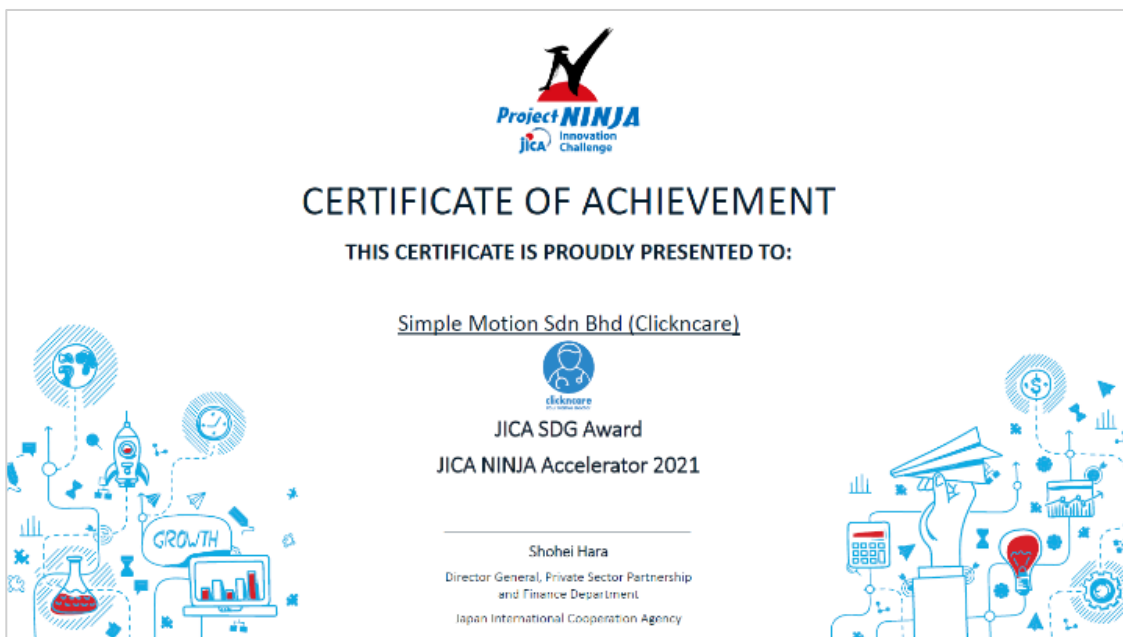 Project NINJA
jica Innovation
Challenge
CERTIFICATE OF ACHIEVEMENT
THIS CERTIFICATE IS PROUDLY PRESENTED TO:
Simple Motion Sdn Bhd (Clickncare)
clickncare
JICA SDG Award
JICA NINJA Accelerator 2021
GROWTH
Shohei Hara
Director General, Private Sector Partnership
and Finance Department
Japan International Cooperation Agency